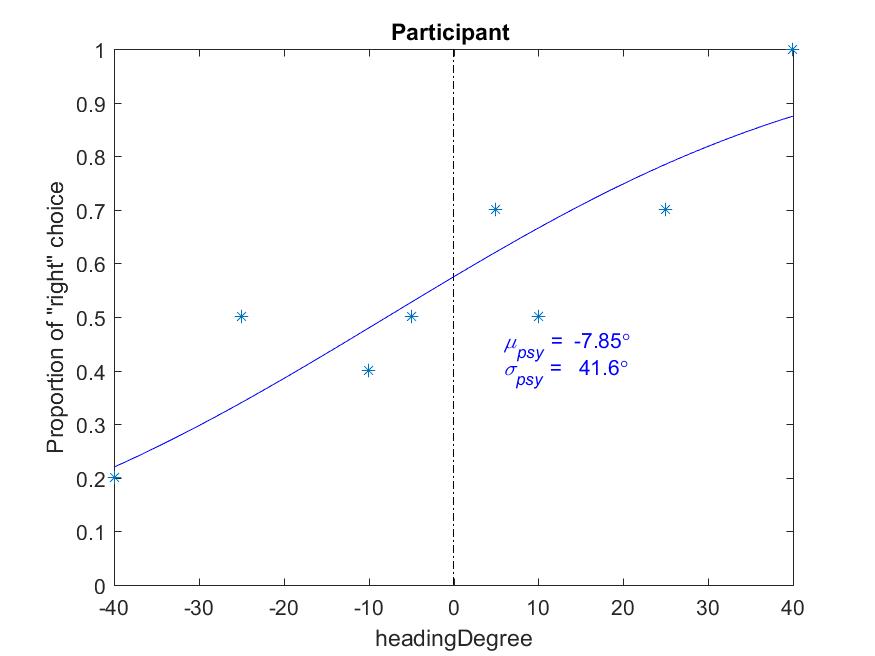 Participant
1
0.9
0.8
0.7
0.6
0.5
0.4
0.3
0.2
0.1
0
Proportion of "right" choice
μpsy = -7.85°
σpsy = 41.6°
-40 -30 -20 -10 0 10 20 30 40
headingDegree